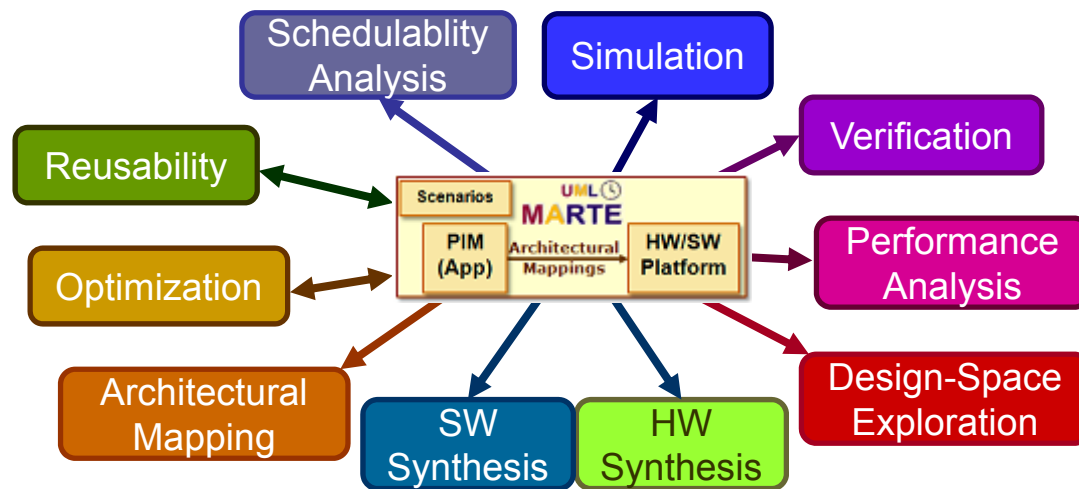 Schedulablity
Analysis
Simulation
Verification
Reusability
Scenarios
UML
MARTE
PIM
(App)
Architectural
Mappings
HW/SW
Platform
Performance
Analysis
Optimization
Architectural
Mapping
SW
Synthesis
HW
Synthesis
Design-Space
Exploration